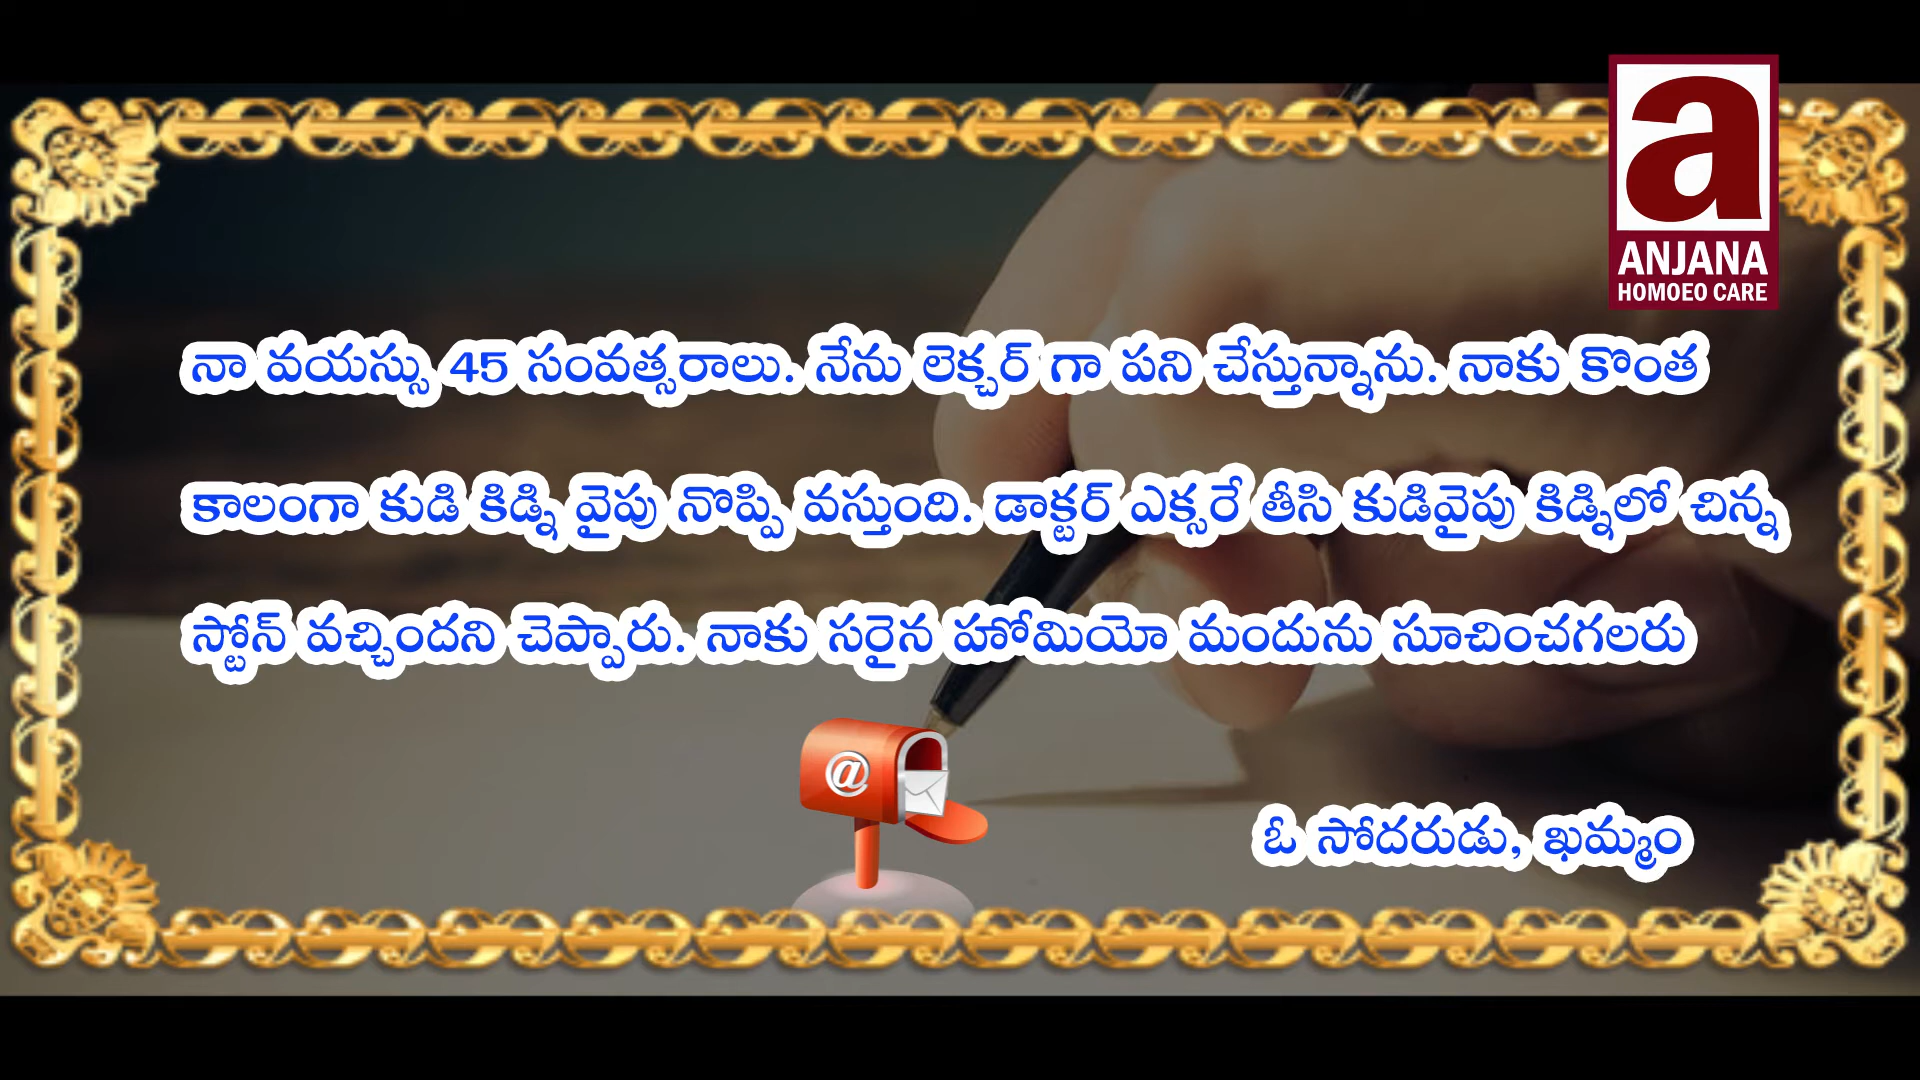 a
ANJANA
HOMOEO CARE
నా వయస్సు 45 సంవత్సరాలు. నేను లెక్చర్ గా పని చేస్తున్నాను. నాకు కొంత
కాలంగా కుడి కిడ్ని వైపు నొప్పి వస్తుంది. డాక్టర్ ఎక్సరే తీసి కుడివైపు కిడ్నిలో చిన్న
స్టోన్ వచ్చిందని చెప్పారు. నాకు సరైన హోమియో మందును సూచించగలరు
@
ఓ సోదరుడు, ఖమ్మం